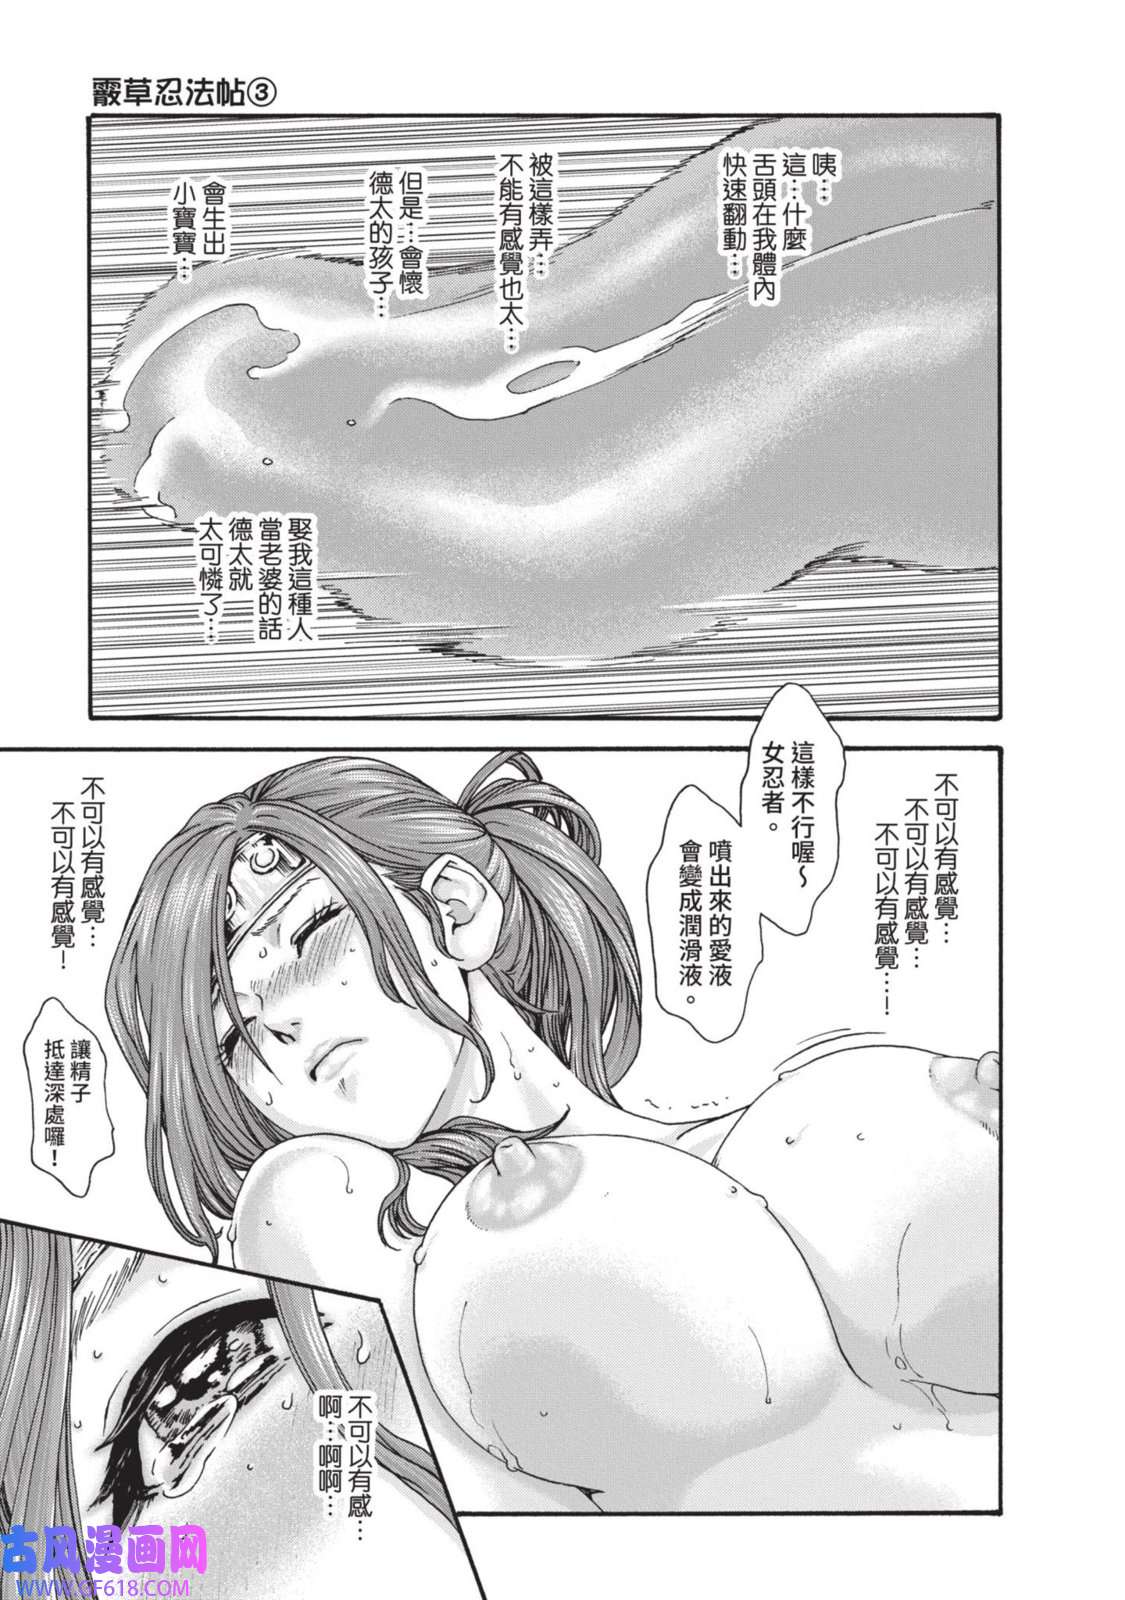 霞草忍法帖③
咦…
這…什麼
舌頭在我體內
快速翻動…
被這樣弄…
不能有感覺也太…
但是…會懷
德太的孩子…
會生出
小寶寶…
娶我這種人
當老婆的話
德太就
太可憐了…
不可以有感覺…
不可以有感覺…
不可以有感覺…!
這樣不行喔～
女忍者。
噴出來的愛液
會變成潤滑液。
不可以有感覺…
不可以有感覺!
讓精子
抵達深處囉!
不可以有感…
啊…啊啊…
古风漫画网
www.GF618.COM